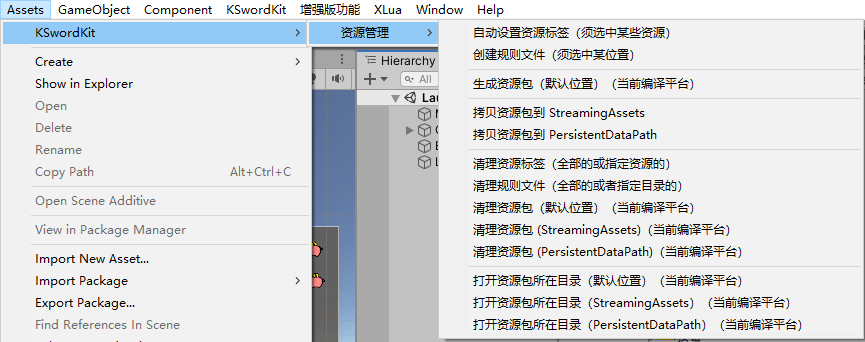 Assets GameObject Component KSwordKit 增强版功能 XLua Window Help
KSwordKit
资源管理
Create
Show in Explorer
Open
Delete
Rename
Copy Path Alt+Ctrl+C
Open Scene Additive
View in Package Manager
Import New Asset...
Import Package
Export Package...
Find References In Scene
Hierarchy
All
Lau
自动设置资源标签（须选中某些资源）
创建规则文件（须选中某位置）
生成资源包（默认位置）（当前编译平台）
拷贝资源包到 StreamingAssets
拷贝资源包到 PersistentDataPath
清理资源标签（全部的或指定资源的）
清理规则文件（全部的或者指定目录的）
清理资源包（默认位置）（当前编译平台）
清理资源包 (StreamingAssets)（当前编译平台）
清理资源包 (PersistentDataPath)（当前编译平台）
打开资源包所在目录（默认位置）（当前编译平台）
打开资源包所在目录（StreamingAssets）（当前编译平台）
打开资源包所在目录（PersistentDataPath）（当前编译平台）